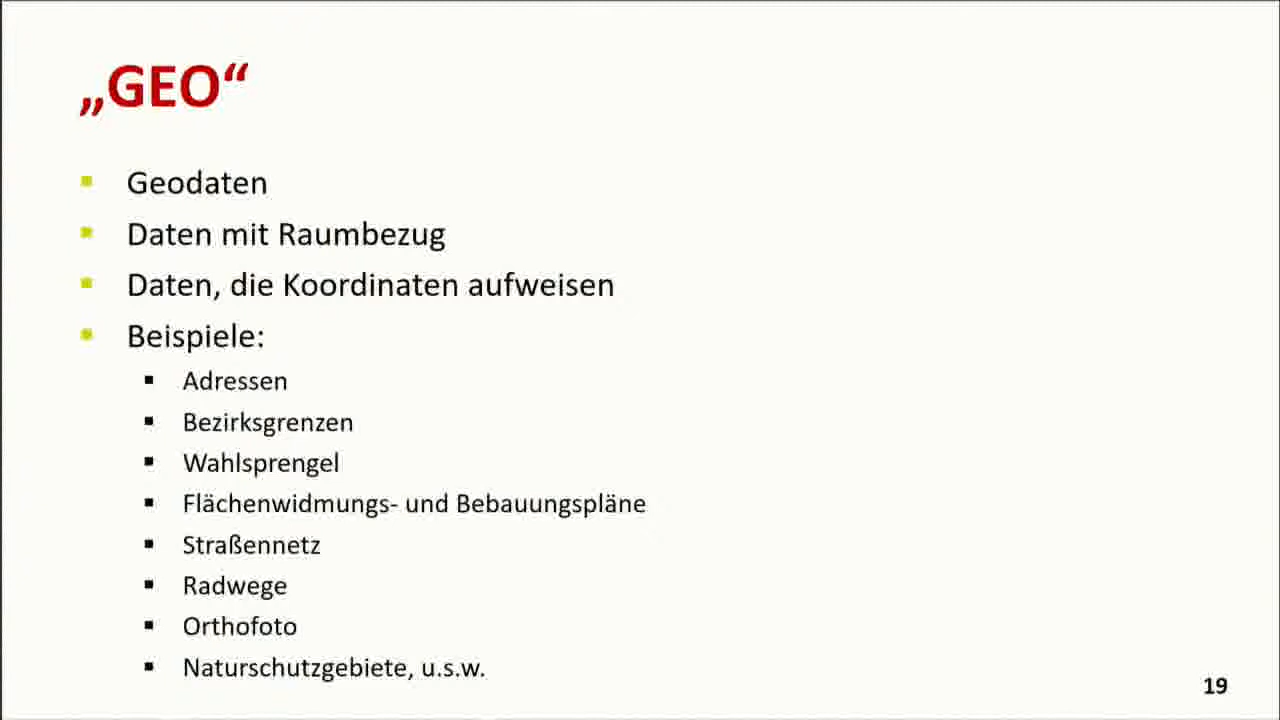 „GEO“
Geodaten
Daten mit Raumbezug
Daten, die Koordinaten aufweisen
Beispiele:
Adressen
Bezirksgrenzen
Wahlsprengel
Flächenwidmungs- und Bebauungspläne
Straßennetz
Radwege
Orthofoto
Naturschutzgebiete, u.s.w.
19